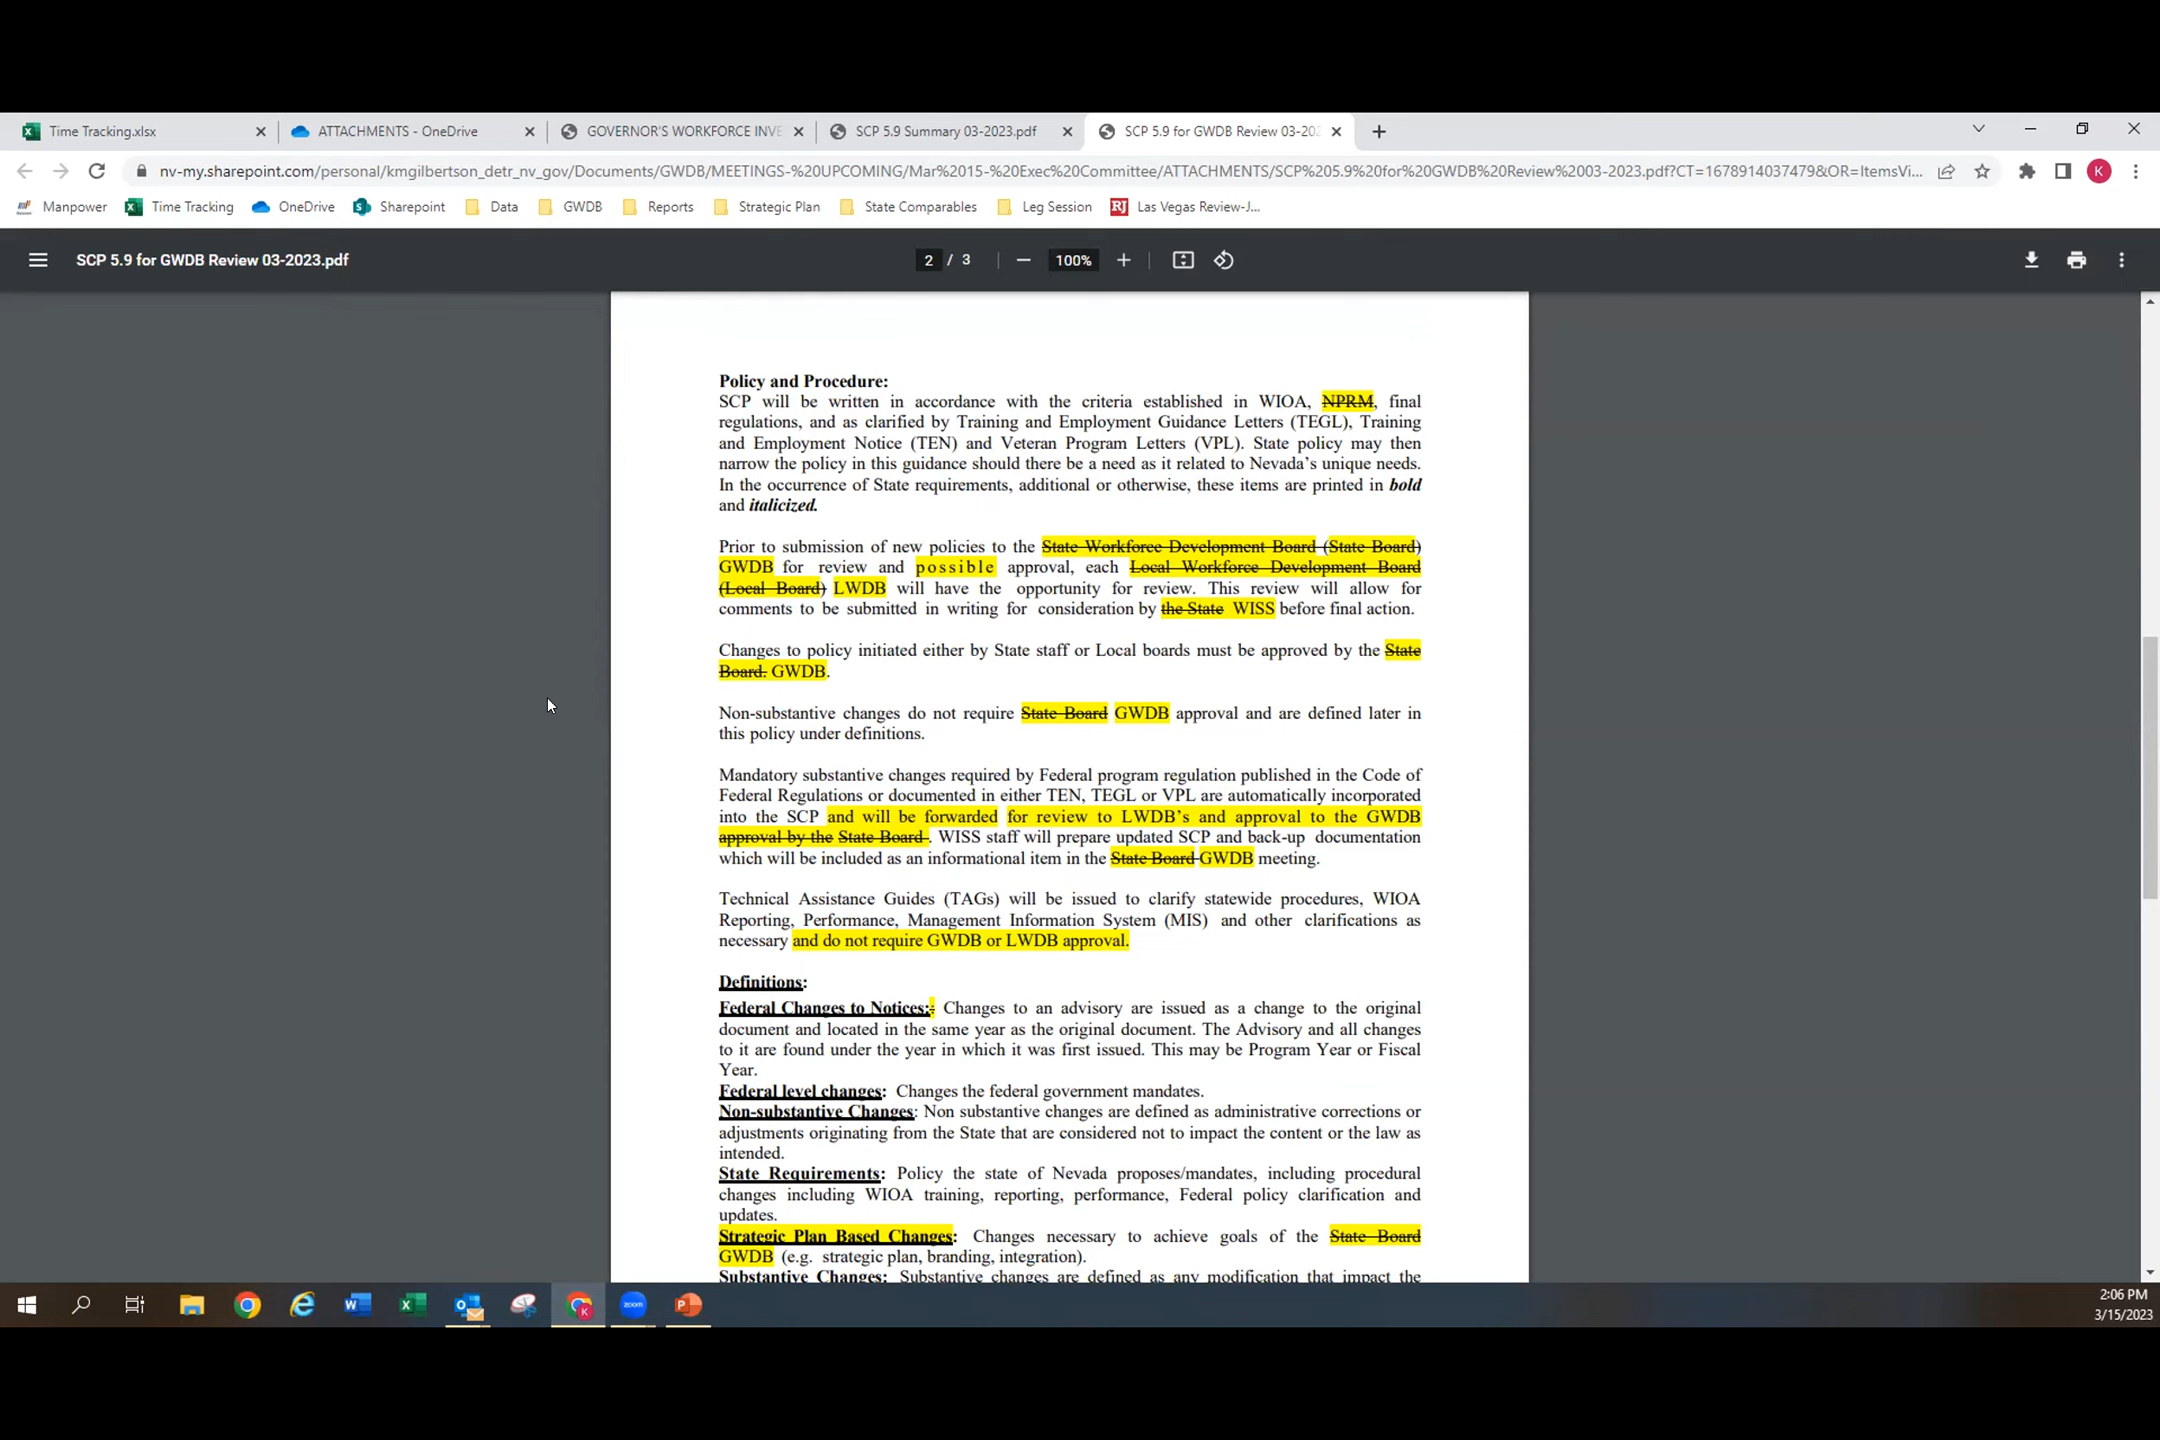 Time Tracking.xlsx
ATTACHMENTS - OneDrive
GOVERNOR'S WORKFORCE INVE
SCP 5.9 Summary 03-2023.pdf
SCP 5.9 for GWDB Review 03-202
nv-my.sharepoint.com/personal/kmgilbertson_detr_nv_gov/Documents/GWDB/MEETINGS-%20UPCOMING/Mar%2015-%20Exec%20Committee/ATTACHMENTS/SCP%205.9%20for%20GWDB%20Review%2003-2023.pdf?CT=1678914037479&OR=ItemsVi...
K
Manpower
Time Tracking
OneDrive
Sharepoint
Data
GWDB
Reports
Strategic Plan
State Comparables
Leg Session
RJ Las Vegas Review-J...
SCP 5.9 for GWDB Review 03-2023.pdf
2 / 3
100%
Policy and Procedure:
SCP will be written in accordance with the criteria established in WIOA, NPRM, final
regulations, and as clarified by Training and Employment Guidance Letters (TEGL), Training
and Employment Notice (TEN) and Veteran Program Letters (VPL). State policy may then
narrow the policy in this guidance should there be a need as it related to Nevada's unique needs.
In the occurrence of State requirements, additional or otherwise, these items are printed in bold
and italicized.
Prior to submission of new policies to the State Workforce Development Board (State Board)
GWDB for review and possible approval, each Local Workforce Development Board
(Local Board) LWDB will have the opportunity for review. This review will allow for
comments to be submitted in writing for consideration by the State WISS before final action.
Changes to policy initiated either by State staff or Local boards must be approved by the State
Board. GWDB.
Non-substantive changes do not require State Board GWDB approval and are defined later in
this policy under definitions.
Mandatory substantive changes required by Federal program regulation published in the Code of
Federal Regulations or documented in either TEN, TEGL or VPL are automatically incorporated
into the SCP and will be forwarded for review to LWDB's and approval to the GWDB
approval by the State Board . WISS staff will prepare updated SCP and back-up documentation
which will be included as an informational item in the State Board GWDB meeting.
Technical Assistance Guides (TAGs) will be issued to clarify statewide procedures, WIOA
Reporting, Performance, Management Information System (MIS) and other clarifications as
necessary and do not require GWDB or LWDB approval.
Definitions:
Federal Changes to Notices:: Changes to an advisory are issued as a change to the original
document and located in the same year as the original document. The Advisory and all changes
to it are found under the year in which it was first issued. This may be Program Year or Fiscal
Year.
Federal level changes: Changes the federal government mandates.
Non-substantive Changes: Non substantive changes are defined as administrative corrections or
adjustments originating from the State that are considered not to impact the content or the law as
intended.
State Requirements: Policy the state of Nevada proposes/mandates, including procedural
changes including WIOA training, reporting, performance, Federal policy clarification and
updates.
Strategic Plan Based Changes: Changes necessary to achieve goals of the State Board
GWDB (e.g. strategic plan, branding, integration).
Substantive Changes: Substantive changes are defined as any modification that impact the
zoom
2:06 PM
3/15/2023